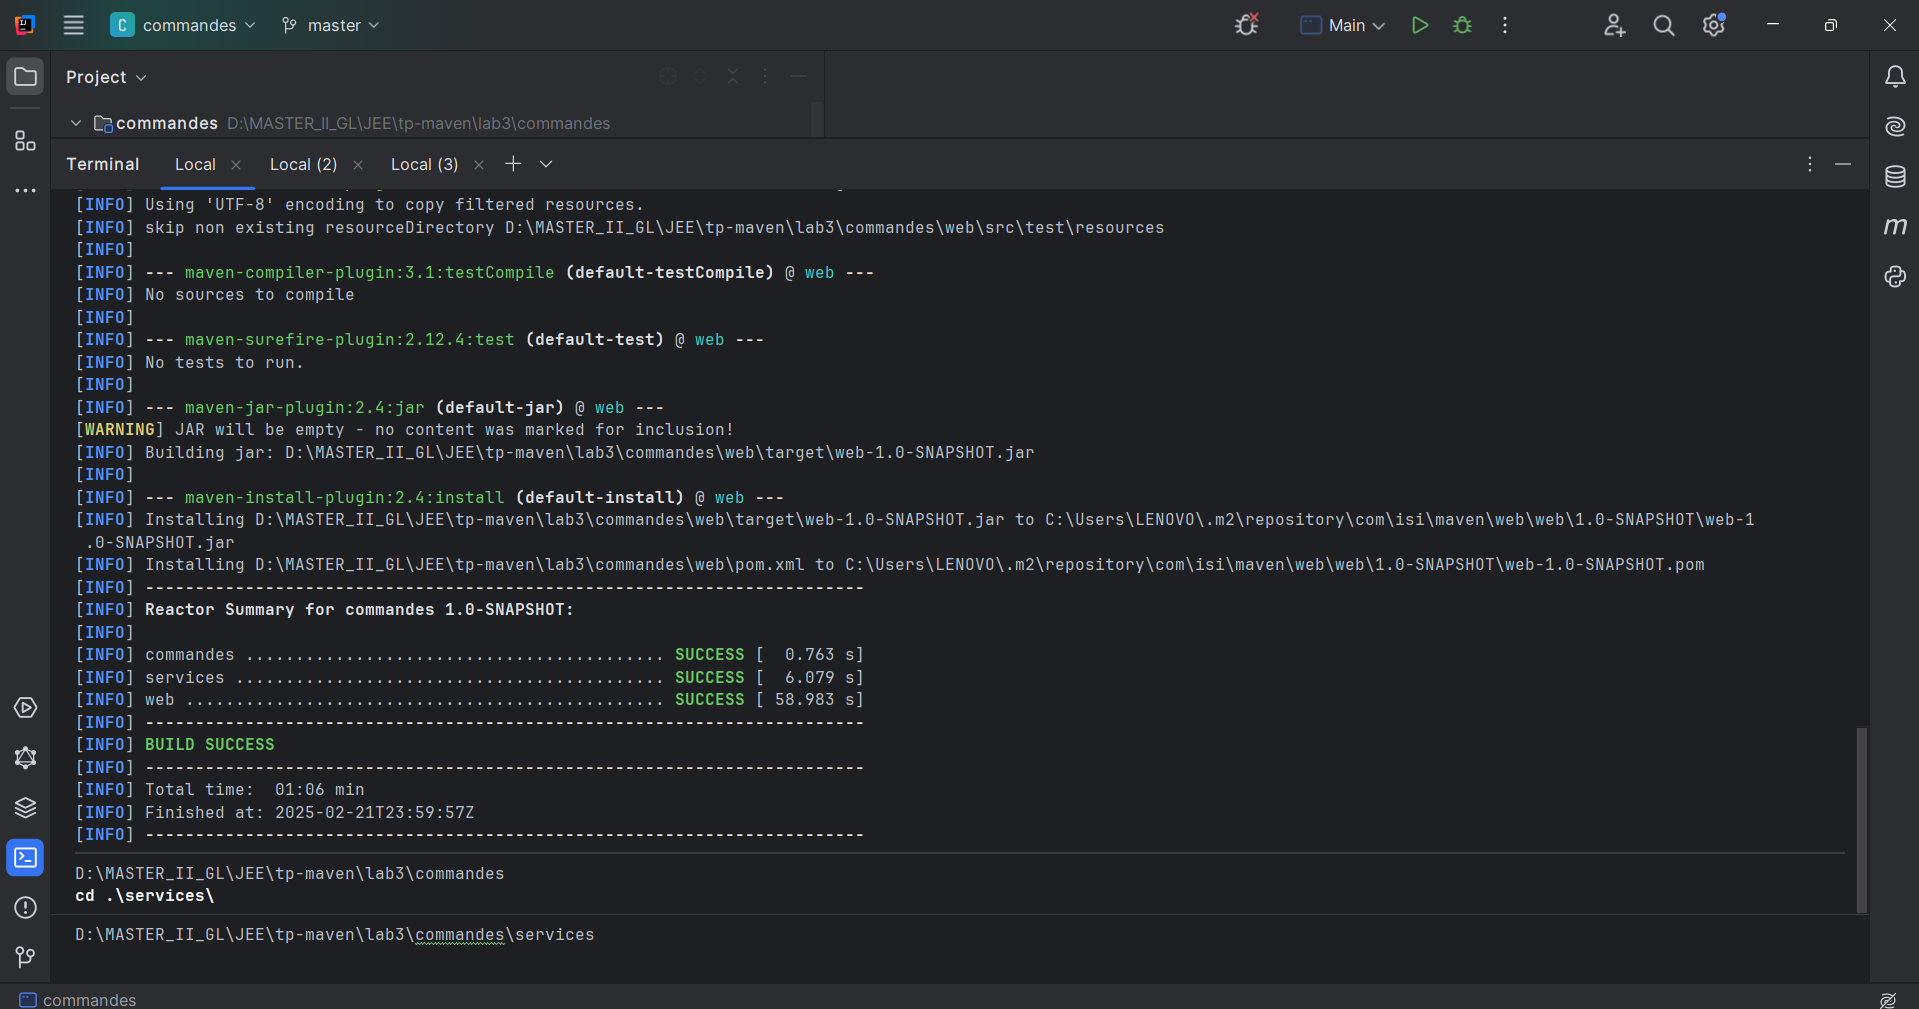 C commandes master Main
Project
commandes D:\MASTER_II_GL\JEE\tp-maven\lab3\commandes
Terminal Local Local (2) Local (3)
[INFO] Using 'UTF-8' encoding to copy filtered resources.
[INFO] skip non existing resourceDirectory D:\MASTER_II_GL\JEE\tp-maven\lab3\commandes\web\src\test\resources
[INFO]
[INFO] --- maven-compiler-plugin:3.1:testCompile (default-testCompile) @ web ---
[INFO] No sources to compile
[INFO]
[INFO] --- maven-surefire-plugin:2.12.4:test (default-test) @ web ---
[INFO] No tests to run.
[INFO]
[INFO] --- maven-jar-plugin:2.4:jar (default-jar) @ web ---
[WARNING] JAR will be empty - no content was marked for inclusion!
[INFO] Building jar: D:\MASTER_II_GL\JEE\tp-maven\lab3\commandes\web\target\web-1.0-SNAPSHOT.jar
[INFO]
[INFO] --- maven-install-plugin:2.4:install (default-install) @ web ---
[INFO] Installing D:\MASTER_II_GL\JEE\tp-maven\lab3\commandes\web\target\web-1.0-SNAPSHOT.jar to C:\Users\LENOVO\.m2\repository\com\isi\maven\web\web\1.0-SNAPSHOT\web-1
.0-SNAPSHOT.jar
[INFO] Installing D:\MASTER_II_GL\JEE\tp-maven\lab3\commandes\web\pom.xml to C:\Users\LENOVO\.m2\repository\com\isi\maven\web\web\1.0-SNAPSHOT\web-1.0-SNAPSHOT.pom
[INFO] ------------------------------------------------------------------------
[INFO] Reactor Summary for commandes 1.0-SNAPSHOT:
[INFO]
[INFO] commandes .......................................... SUCCESS [  0.763 s]
[INFO] services ........................................... SUCCESS [  6.079 s]
[INFO] web ................................................ SUCCESS [ 58.983 s]
[INFO] ------------------------------------------------------------------------
[INFO] BUILD SUCCESS
[INFO] ------------------------------------------------------------------------
[INFO] Total time:  01:06 min
[INFO] Finished at: 2025-02-21T23:59:57Z
[INFO] ------------------------------------------------------------------------
D:\MASTER_II_GL\JEE\tp-maven\lab3\commandes
cd .\services\
D:\MASTER_II_GL\JEE\tp-maven\lab3\commandes\services
commandes